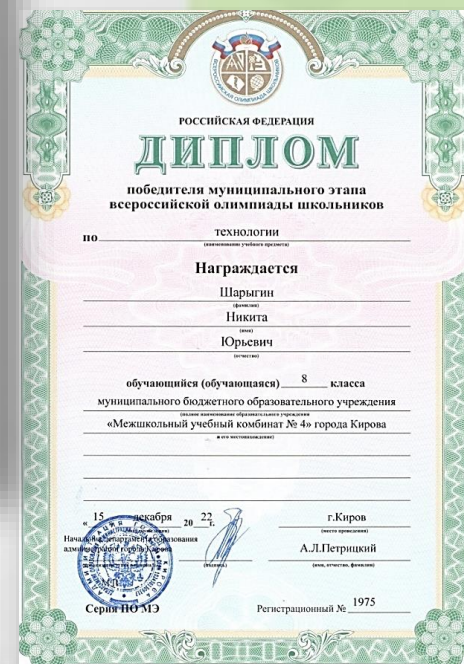 ВСЕРОССИЙСКАЯ ОЛИМПИАДА ШКОЛЬНИКОВ
РОССИЙСКАЯ ФЕДЕРАЦИЯ
ДИПЛОМ
победителя муниципального этапа
всероссийской олимпиады школьников
по технологии
(наименование учебного предмета)
Награждается
Шарыгин
(фамилия)
Никита
(имя)
Юрьевич
(отчество)
обучающийся (обучающаяся) 8 класса
муниципального бюджетного образовательного учреждения
(полное наименование образовательного учреждения
«Межшкольный учебный комбинат № 4» города Кирова
и его местонахождение)
« 15 декабря 20 22 г. г.Киров
(место проведения)
Начальник департамента образования
администрации города Кирова А.Л.Петрицкий
(подпись) (имя, отчество, фамилия)
Серия ПО МЭ Регистрационный № 1975